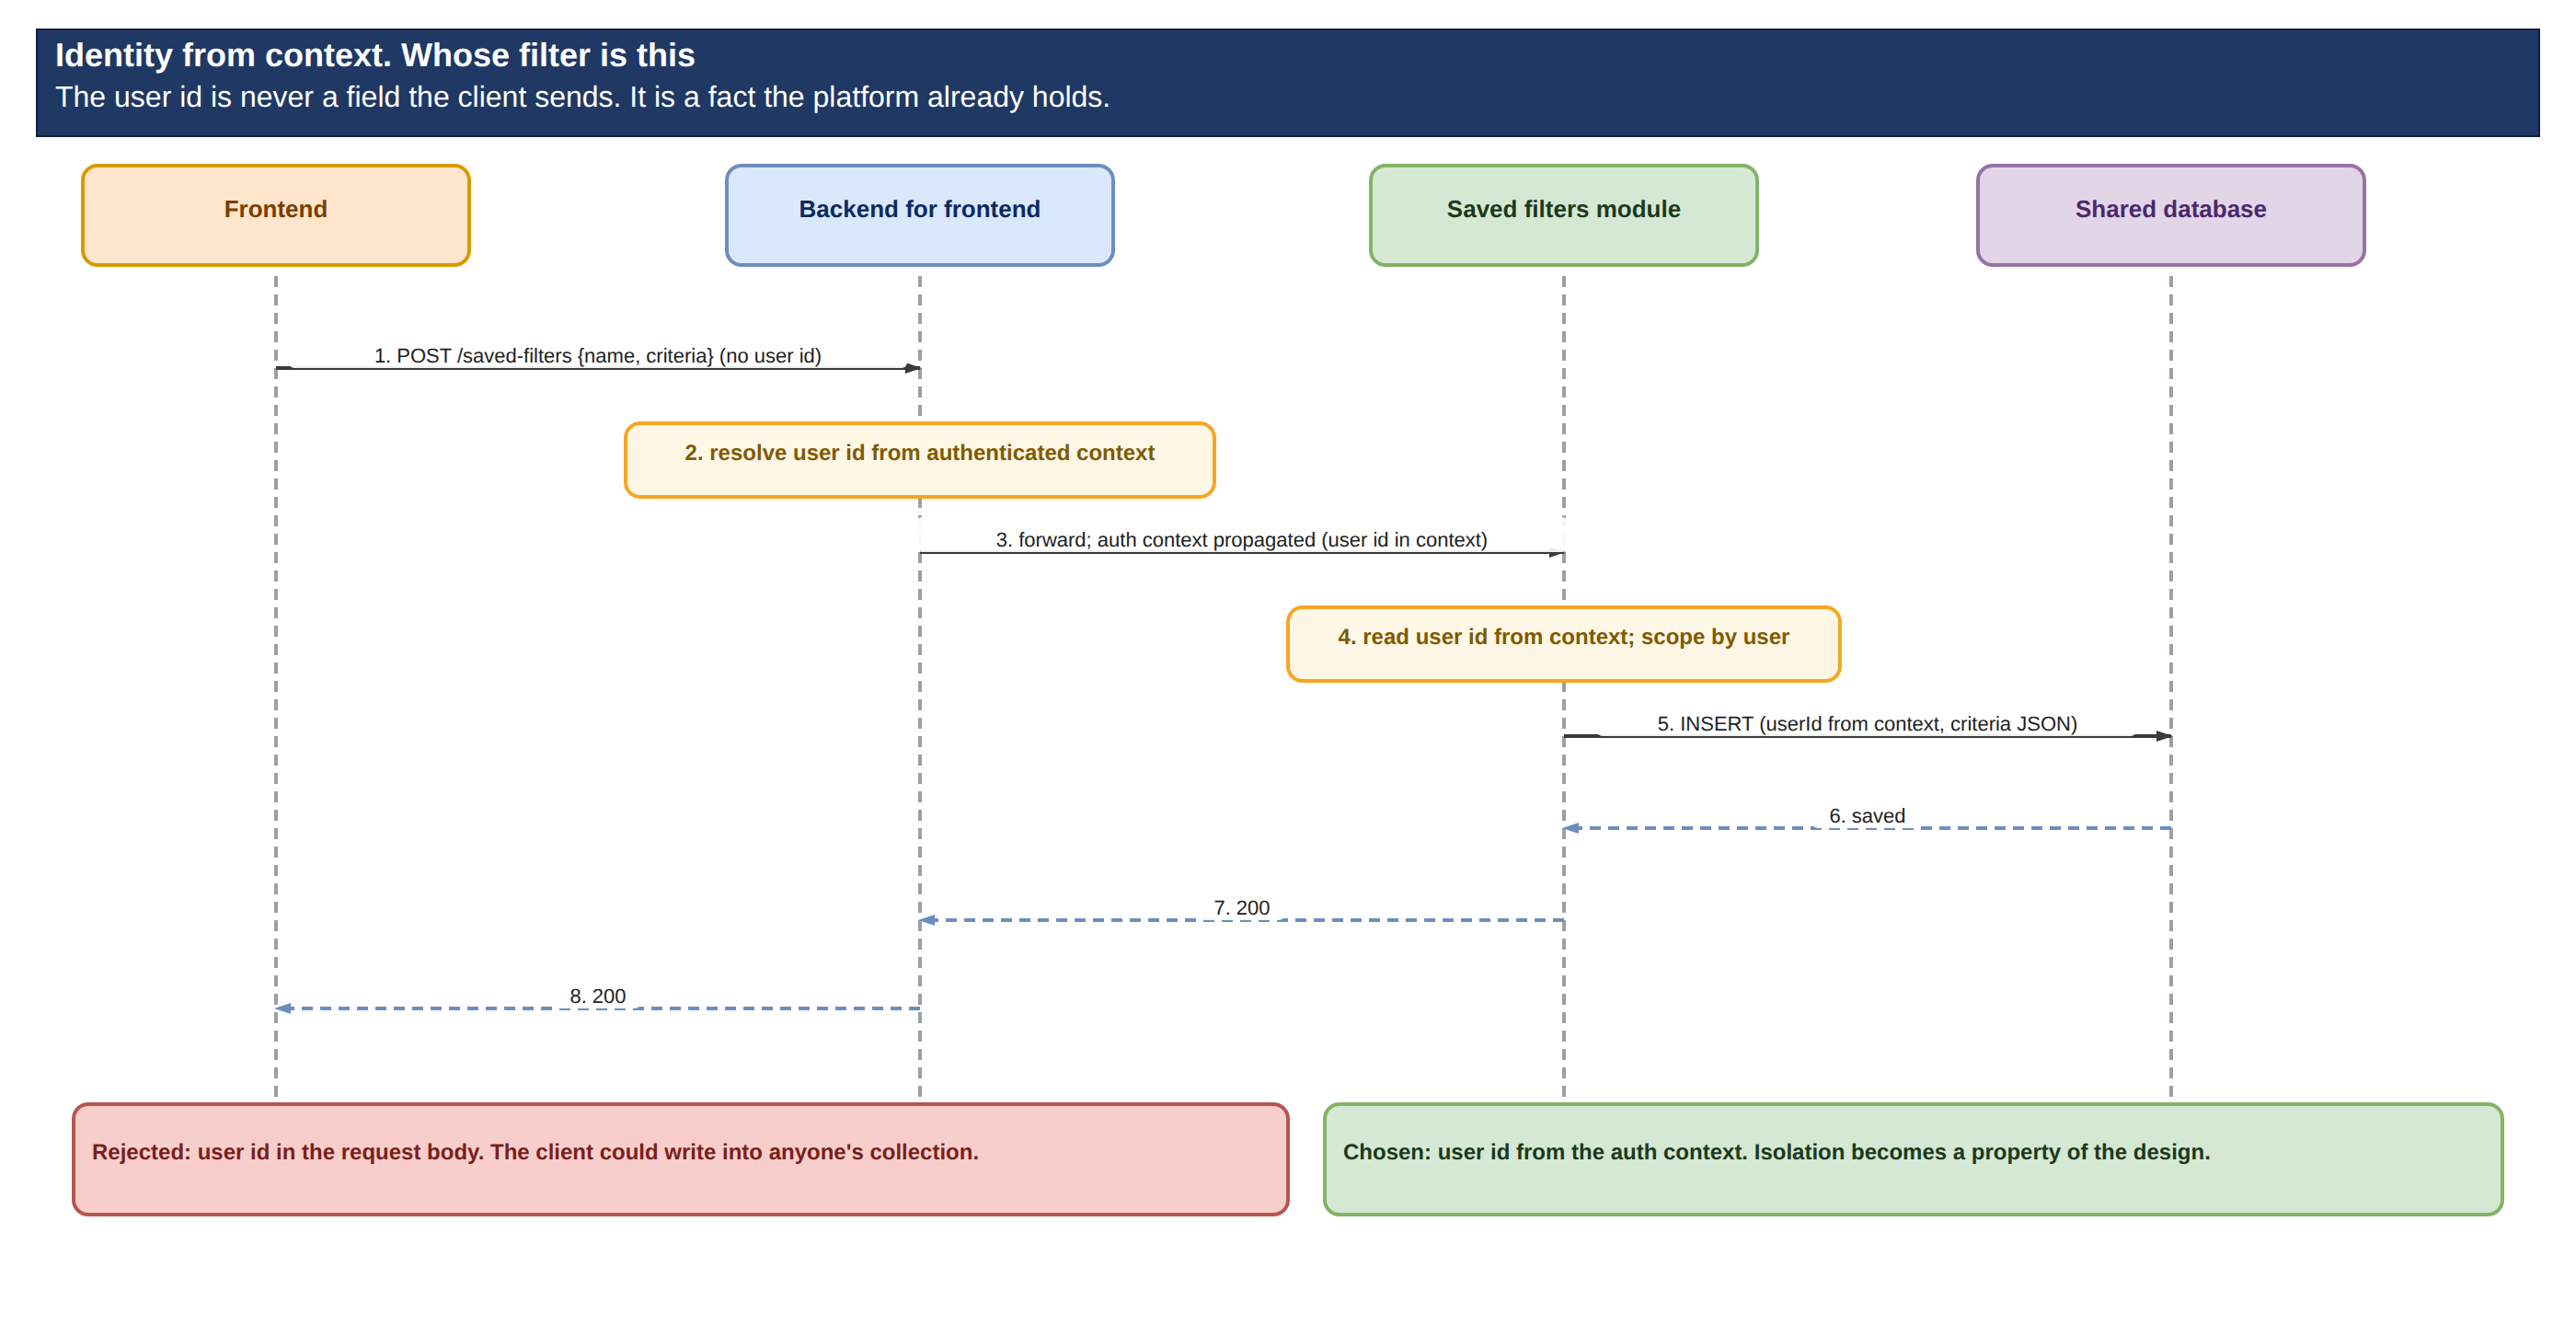 Identity from context. Whose filter is this
The user id is never a field the client sends. It is a fact the platform already holds.
Frontend
Backend for frontend
Saved filters module
Shared database
1. POST /saved-filters {name, criteria} (no user id)
2. resolve user id from authenticated context
3. forward; auth context propagated (user id in context)
4. read user id from context; scope by user
5. INSERT (userId from context, criteria JSON)
6. saved
7. 200
8. 200
Rejected: user id in the request body. The client could write into anyone's collection.
Chosen: user id from the auth context. Isolation becomes a property of the design.